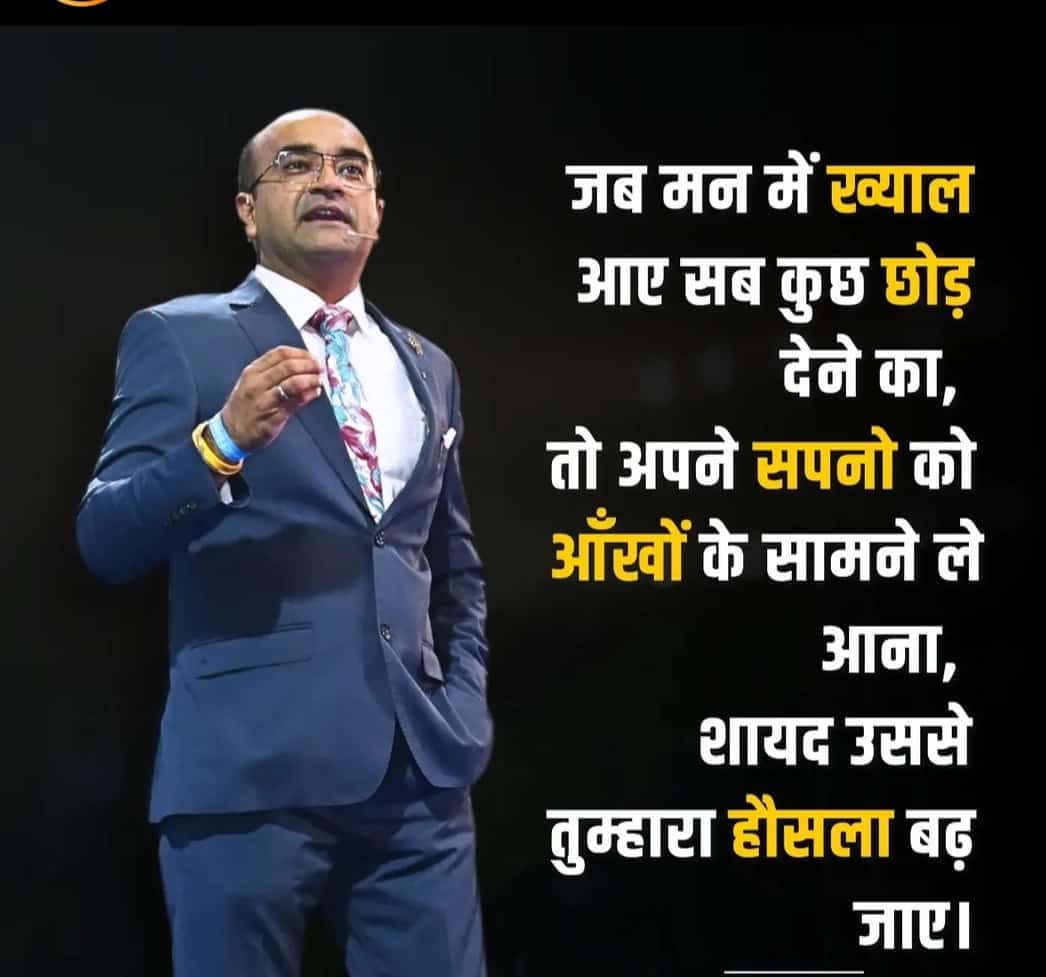 जब मन में ख्याल
आए सब कुछ छोड़
देने का,
तो अपने सपनो को
आँखों के सामने ले
आना,
शायद उससे
तुम्हारा हौसला बढ़
जाए।